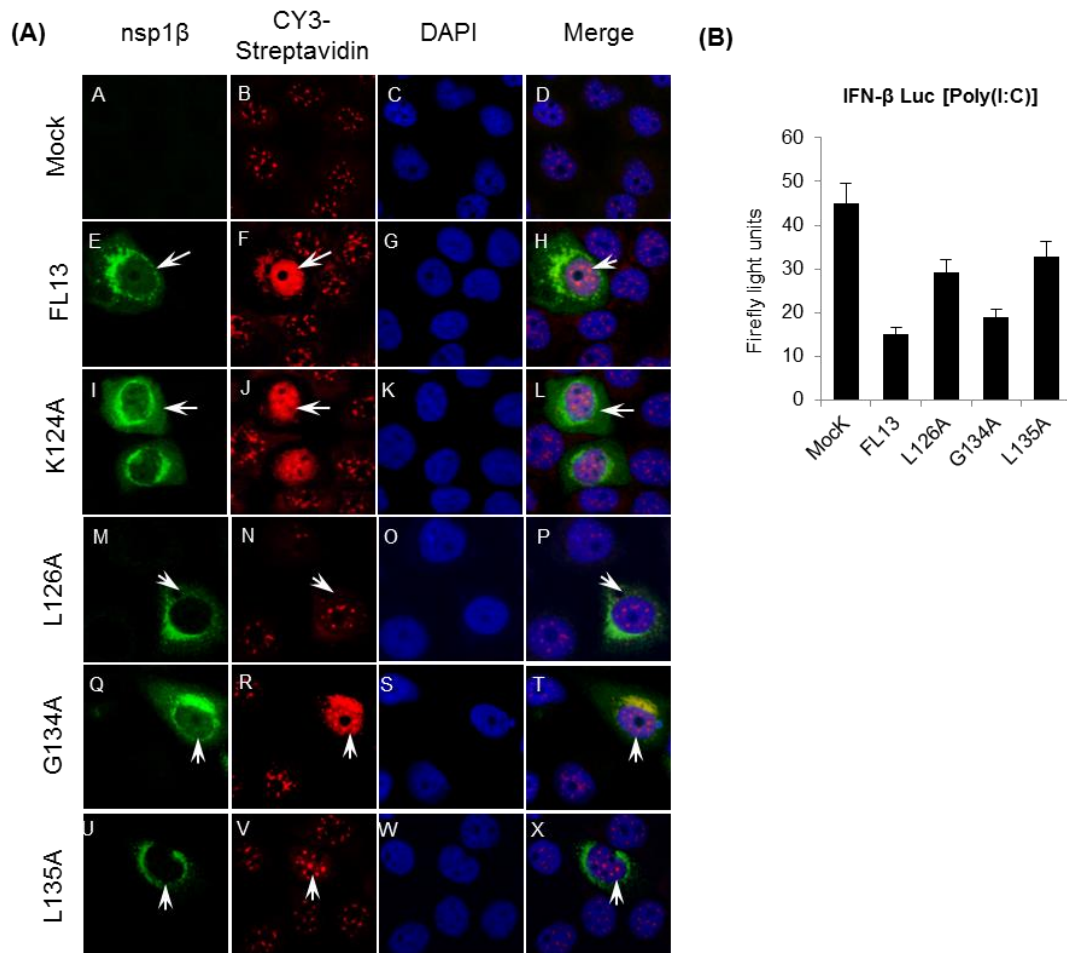 (A)
nsp1β
CY3-
Streptavidin
DAPI
Merge
Mock
A
B
C
D
FL13
E
F
G
H
K124A
I
J
K
L
L126A
M
N
O
P
G134A
Q
R
S
T
L135A
U
V
W
X
(B)
IFN-β Luc [Poly(I:C)]
Firefly light units
60
50
40
30
20
10
0
MocK
FL13
L126A
G134A
L135A